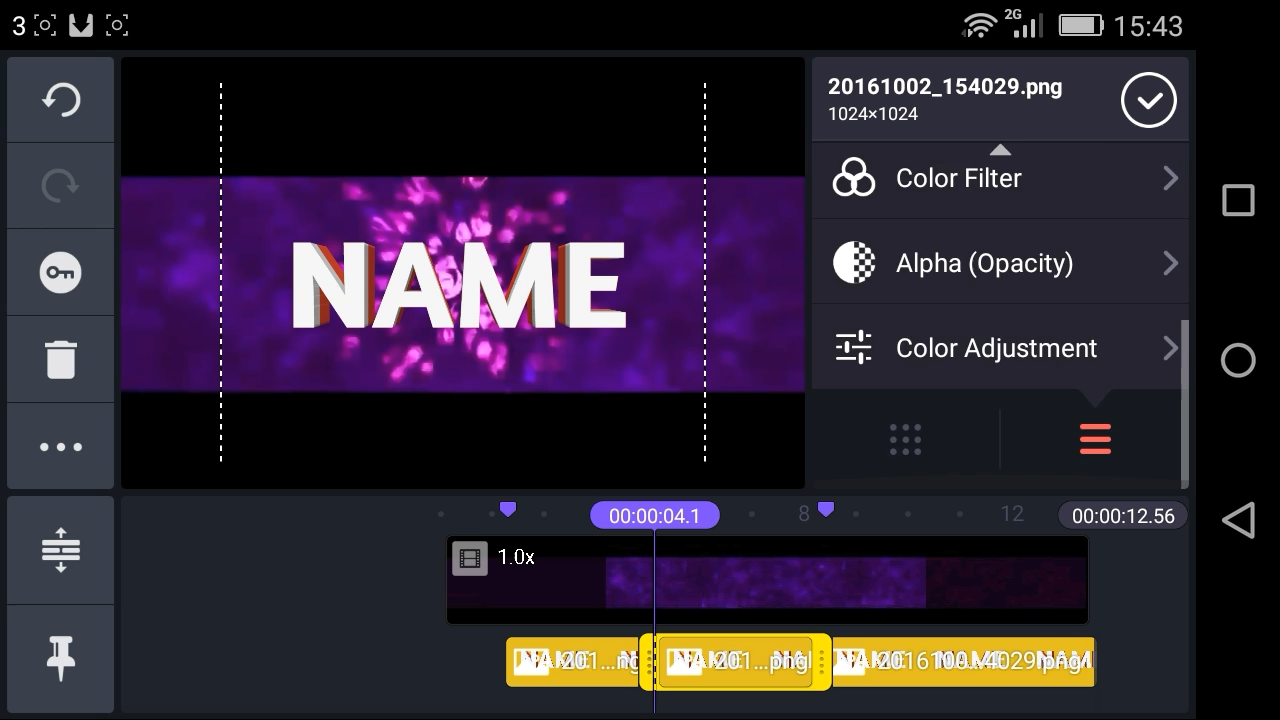 3
2G
15:43
20161002_154029.png
1024×1024
Color Filter
Alpha (Opacity)
Color Adjustment
NAME
00:00:04.1
8
12
00:00:12.56
1.0x